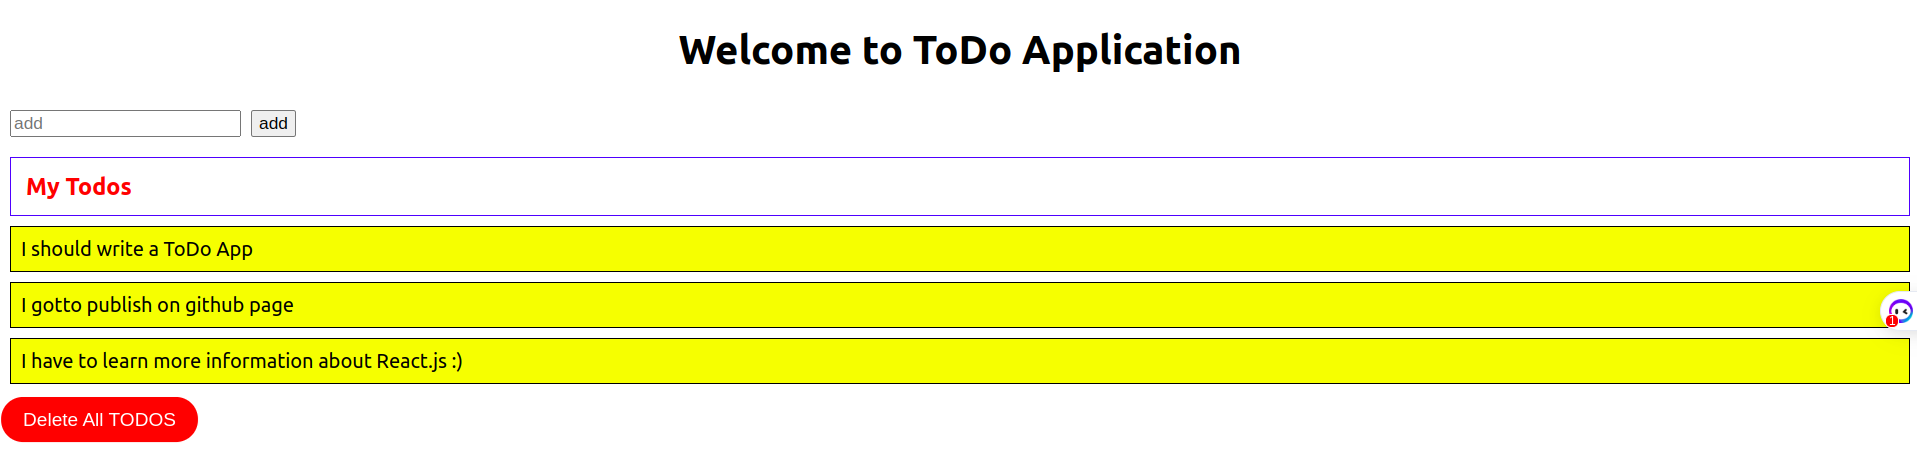 Welcome to ToDo Application
add add
My Todos
I should write a ToDo App
I gotto publish on github page
1
I have to learn more information about React.js :)
Delete All TODOS